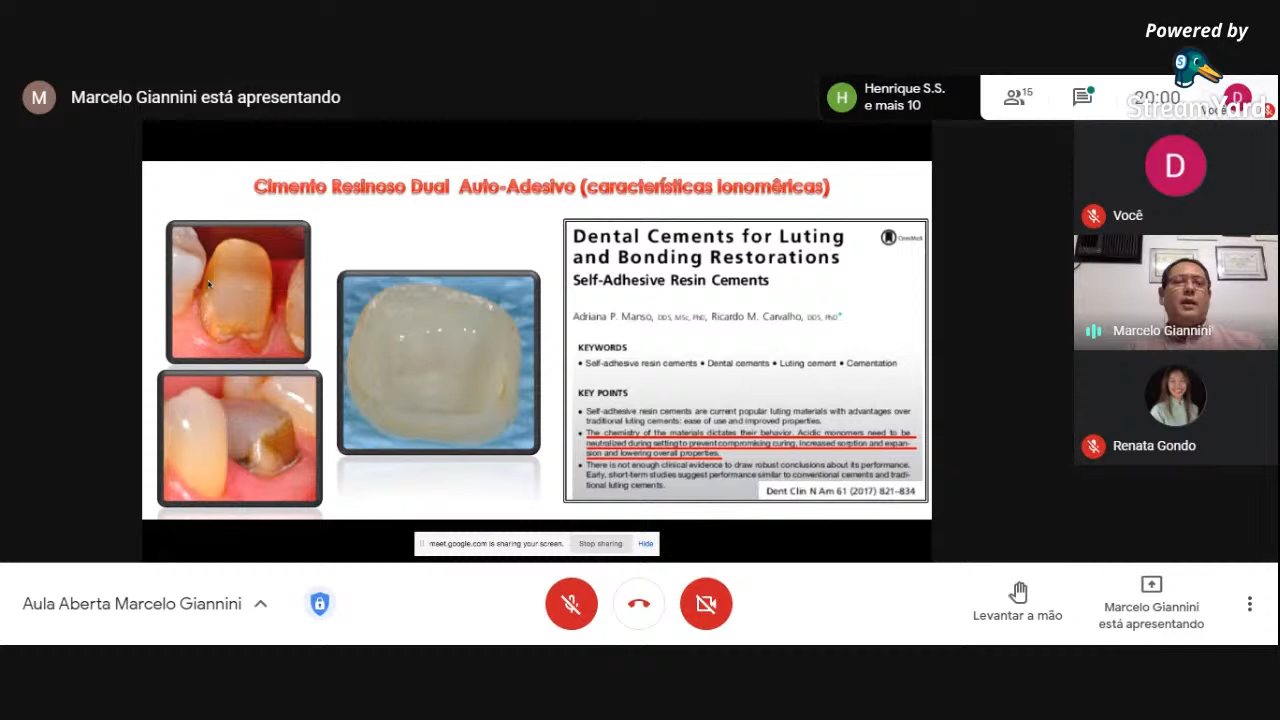 Powered by
StreamYard
M
Marcelo Giannini está apresentando
H
Henrique S.S.
e mais 10
15
20:00
D
Você
Cimento Resinoso Dual Auto-Adesivo (características ionoméricas)
Dental Cements for Luting
and Bonding Restorations
Self-Adhesive Resin Cements
Adriana P. Manso, DDS, MSc, PhD, Ricardo M. Carvalho, DDS, PhD*
KEYWORDS
• Self-adhesive resin cements • Dental cements • Luting cement • Cementation
KEY POINTS
• Self-adhesive resin cements are current popular luting materials with advantages over
traditional luting cements: ease of use and improved properties.
• The chemistry of the materials dictates their behavior. Acidic monomers need to be
neutralized during setting to prevent compromising curing, increased sorption and expan-
sion and lowering overall properties.
• There is not enough clinical evidence to draw robust conclusions about its performance.
Early, short-term studies suggest performance similar to conventional cements and tradi-
tional luting cements.
Dent Clin N Am 61 (2017) 821–834
D
Você
Marcelo Giannini
Renata Gondo
meet.google.com is sharing your screen.
Stop sharing
Hide
Aula Aberta Marcelo Giannini
Levantar a mão
Marcelo Giannini
está apresentando